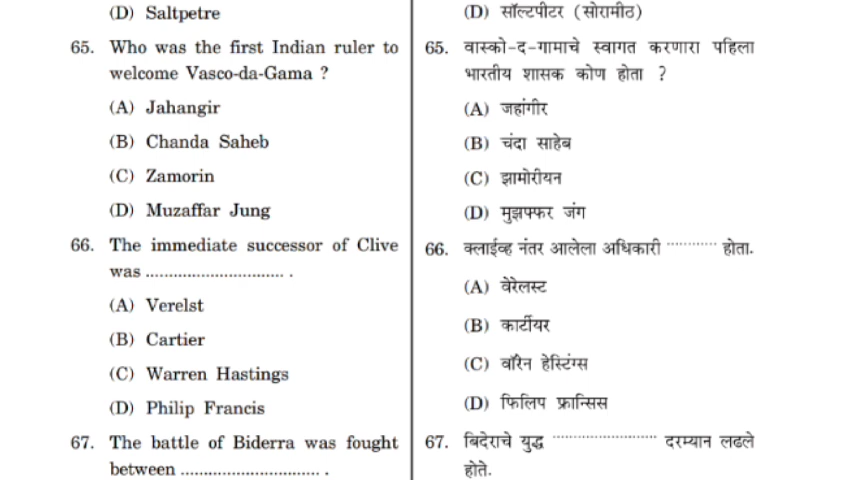 (D) Saltpetre
65. Who was the first Indian ruler to
welcome Vasco-da-Gama ?
(A) Jahangir
(B) Chanda Saheb
(C) Zamorin
(D) Muzaffar Jung
66. The immediate successor of Clive
was ............................. .
(A) Verelst
(B) Cartier
(C) Warren Hastings
(D) Philip Francis
67. The battle of Biderra was fought
between ............................. .
(D) सॉल्टपीटर (सोरामीठ)
65. वास्को-द-गामाचे स्वागत करणारा पहिला
भारतीय शासक कोण होता ?
(A) जहांगीर
(B) चंदा साहेब
(C) झामोरीयन
(D) मुझफ्फर जंग
66. क्लाईव्ह नंतर आलेला अधिकारी ........... होता.
(A) वेरेलस्ट
(B) कार्टीयर
(C) वॉरेन हेस्टिंग्स
(D) फिलिप फ्रान्सिस
67. बिदेराचे युद्ध ........................ दरम्यान लढले
होते.